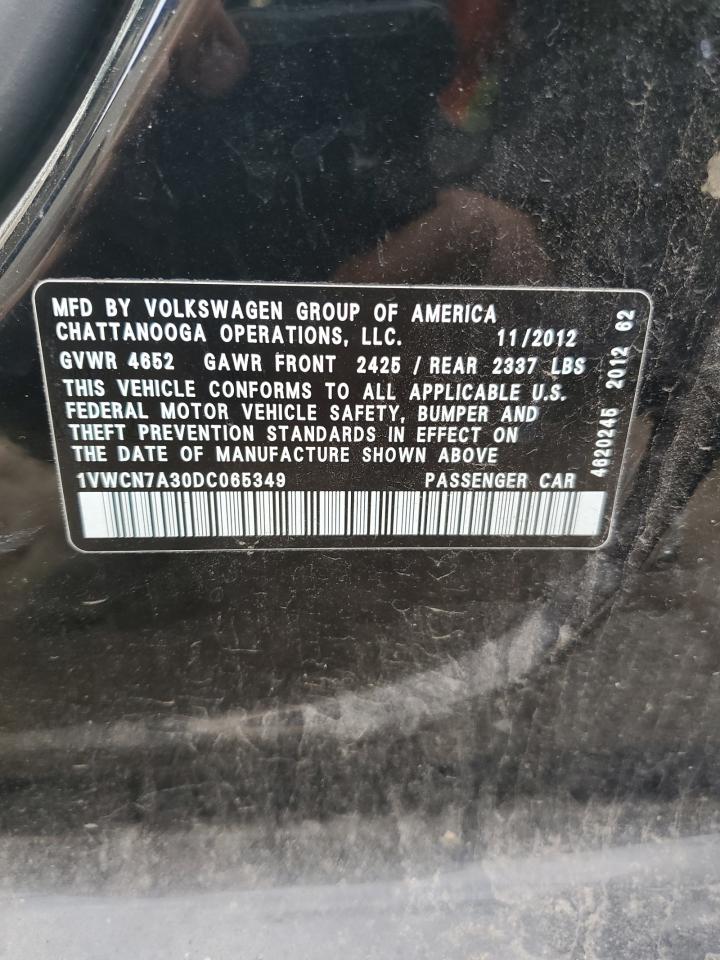 MFD BY VOLKSWAGEN GROUP OF AMERICA
CHATTANOOGA OPERATIONS, LLC. 11/2012
GVWR 4652 GAWR FRONT 2425 / REAR 2337 LBS
THIS VEHICLE CONFORMS TO ALL APPLICABLE U.S.
FEDERAL MOTOR VEHICLE SAFETY, BUMPER AND
THEFT PREVENTION STANDARDS IN EFFECT ON
THE DATE OF MANUFACTURE SHOWN ABOVE
1VWCN7A30DC065349 PASSENGER CAR
4620245 2012 62